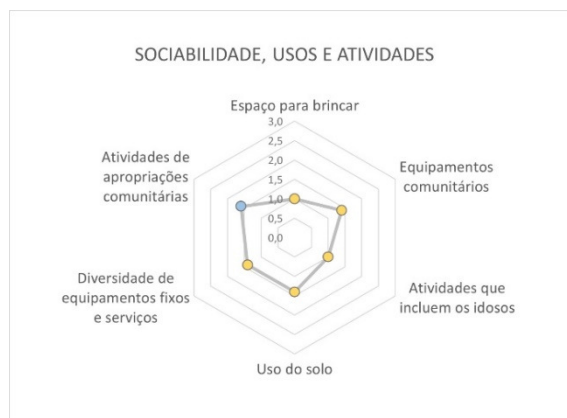 SOCIABILIDADE, USOS E ATIVIDADES
Espaço para brincar
3,0
2,5
2,0
1,5
1,0
0,5
0,0
Equipamentos
comunitários
Atividades que
incluem os idosos
Uso do solo
Diversidade de
equipamentos fixos
e serviços
Atividades de
apropriações
comunitárias